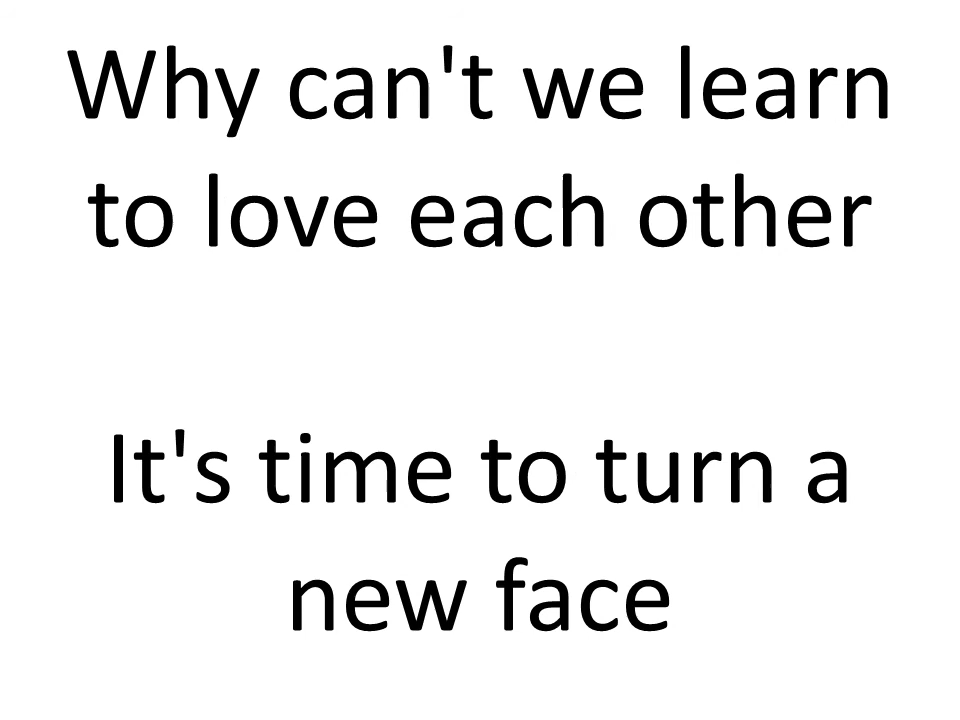 Why can't we learn
to love each other
It's time to turn a
new face